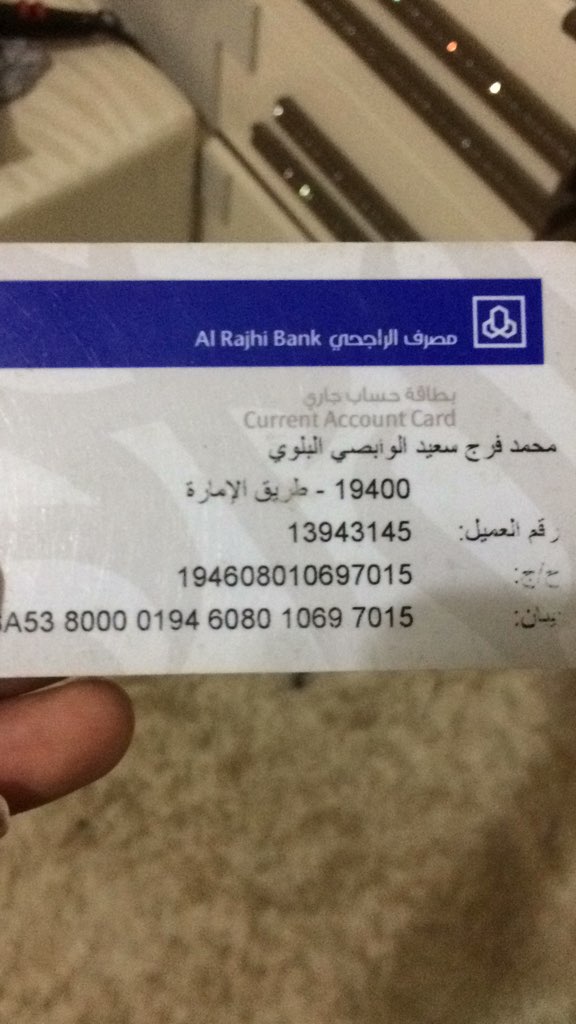 مصرف الراجحي Al Rajhi Bank
بطاقة حساب جاري
Current Account Card
محمد فرج سعيد الوابصي البلوي
19400 - طريق الإمارة
رقم العميل: 13943145
ح/ج: 194608010697015
A53 8000 0194 6080 1069 7015